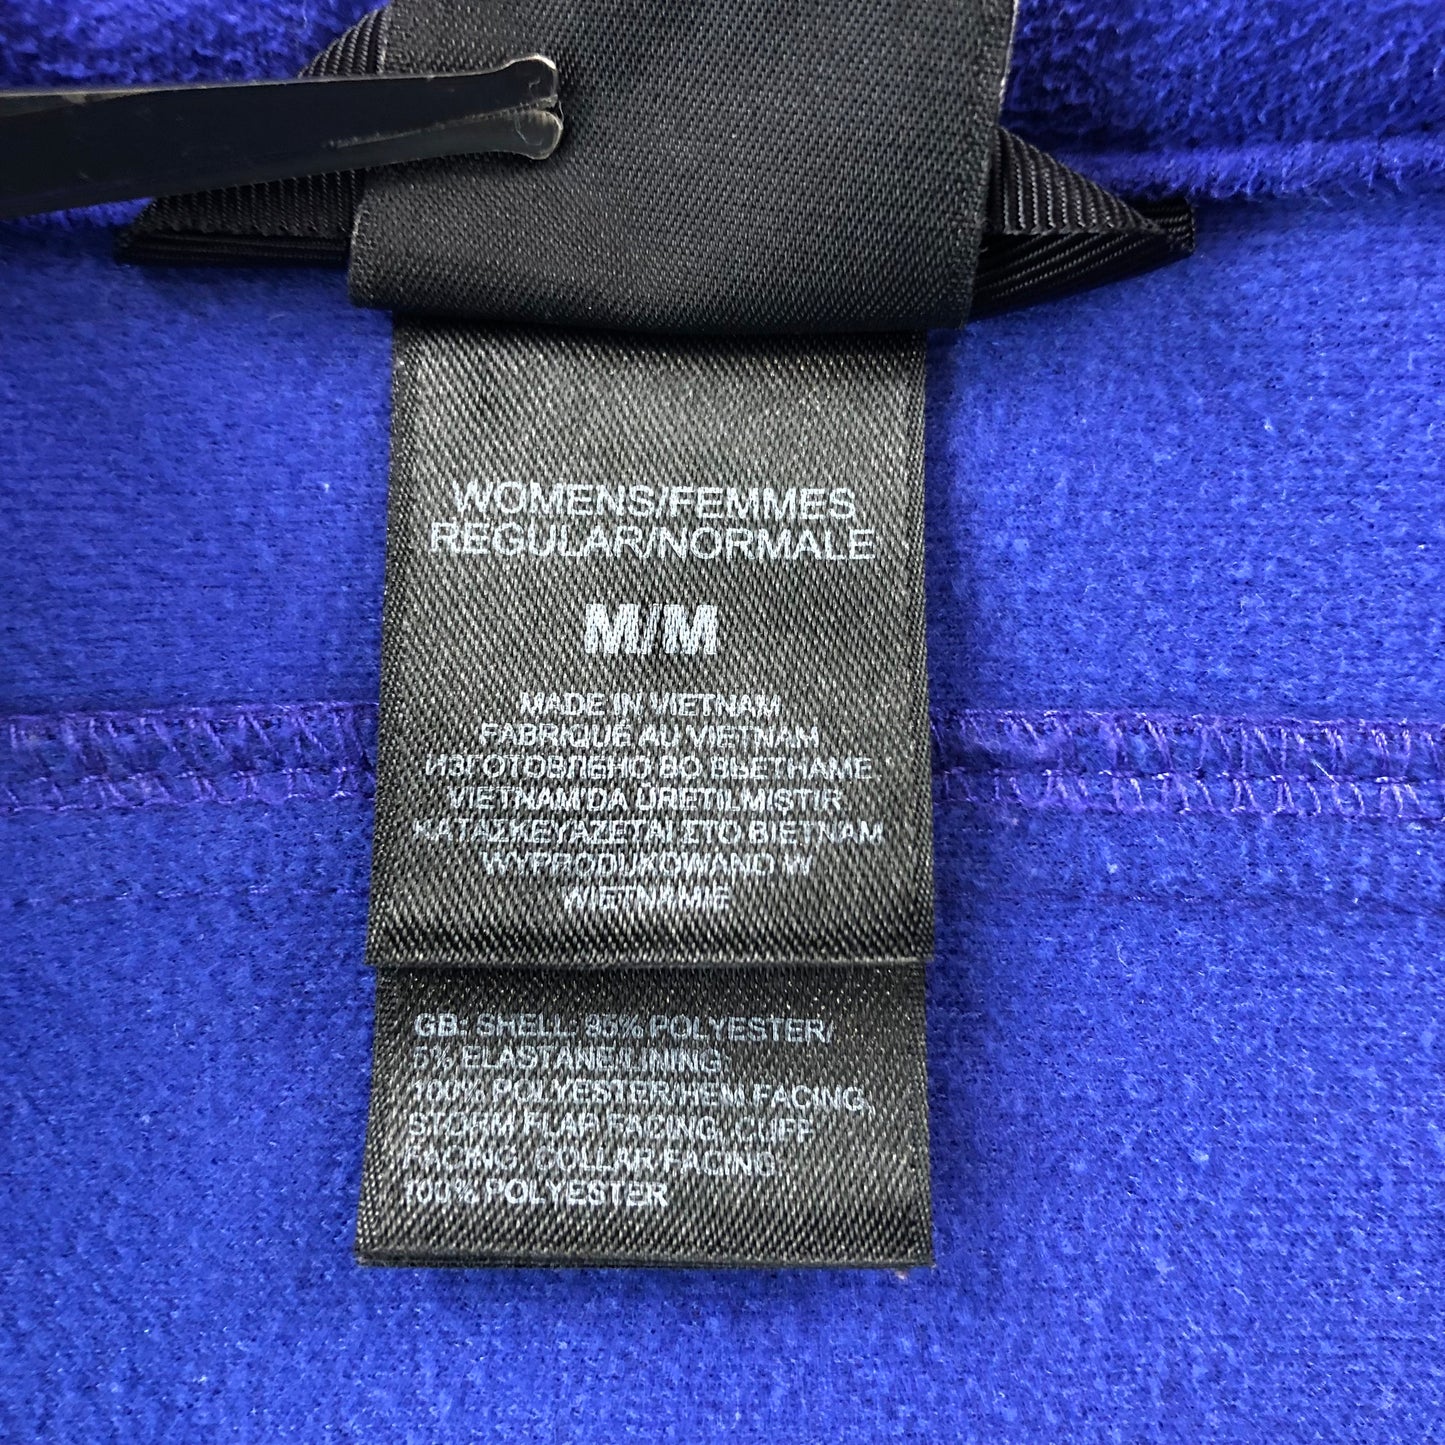 WOMENS/FEMMES
REGULAR/NORMALE
M/M
MADE IN VIETNAM
FABRIQUÉ AU VIETNAM
ИЗГОТОВЛЕНО ВО ВЬЕТНАМЕ
VIETNAM'DA ÜRETILMIŞTIR
ΚΑΤΑΣΚΕΥΑΖΕΤΑΙ ΣΤΟ ΒΙΕΤΝΑΜ
WYPRODUKOWANO W
WIETNAMIE
GB: SHELL: 95% POLYESTER/
5% ELASTANE/LINING:
100% POLYESTER/HEM FACING,
STORM FLAP FACING, CUFF
FACING, COLLAR FACING:
100% POLYESTER